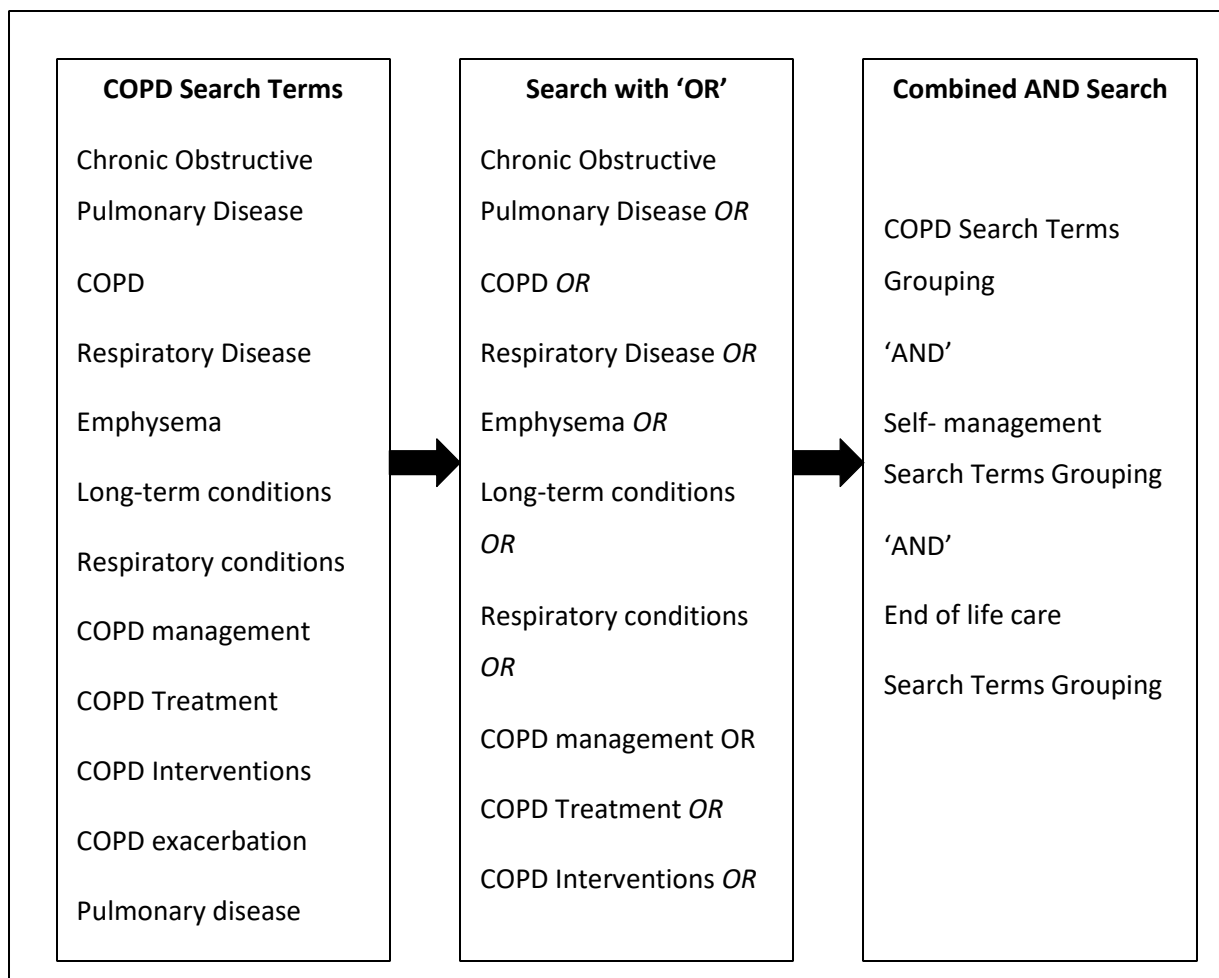 COPD Search Terms
Chronic Obstructive
Pulmonary Disease
COPD
Respiratory Disease
Emphysema
Long-term conditions
Respiratory conditions
COPD management
COPD Treatment
COPD Interventions
COPD exacerbation
Pulmonary disease
Search with ‘OR’
Chronic Obstructive
Pulmonary Disease OR
COPD OR
Respiratory Disease OR
Emphysema OR
Long-term conditions
OR
Respiratory conditions
OR
COPD management OR
COPD Treatment OR
COPD Interventions OR
Combined AND Search
COPD Search Terms
Grouping
‘AND’
Self- management
Search Terms Grouping
‘AND’
End of life care
Search Terms Grouping